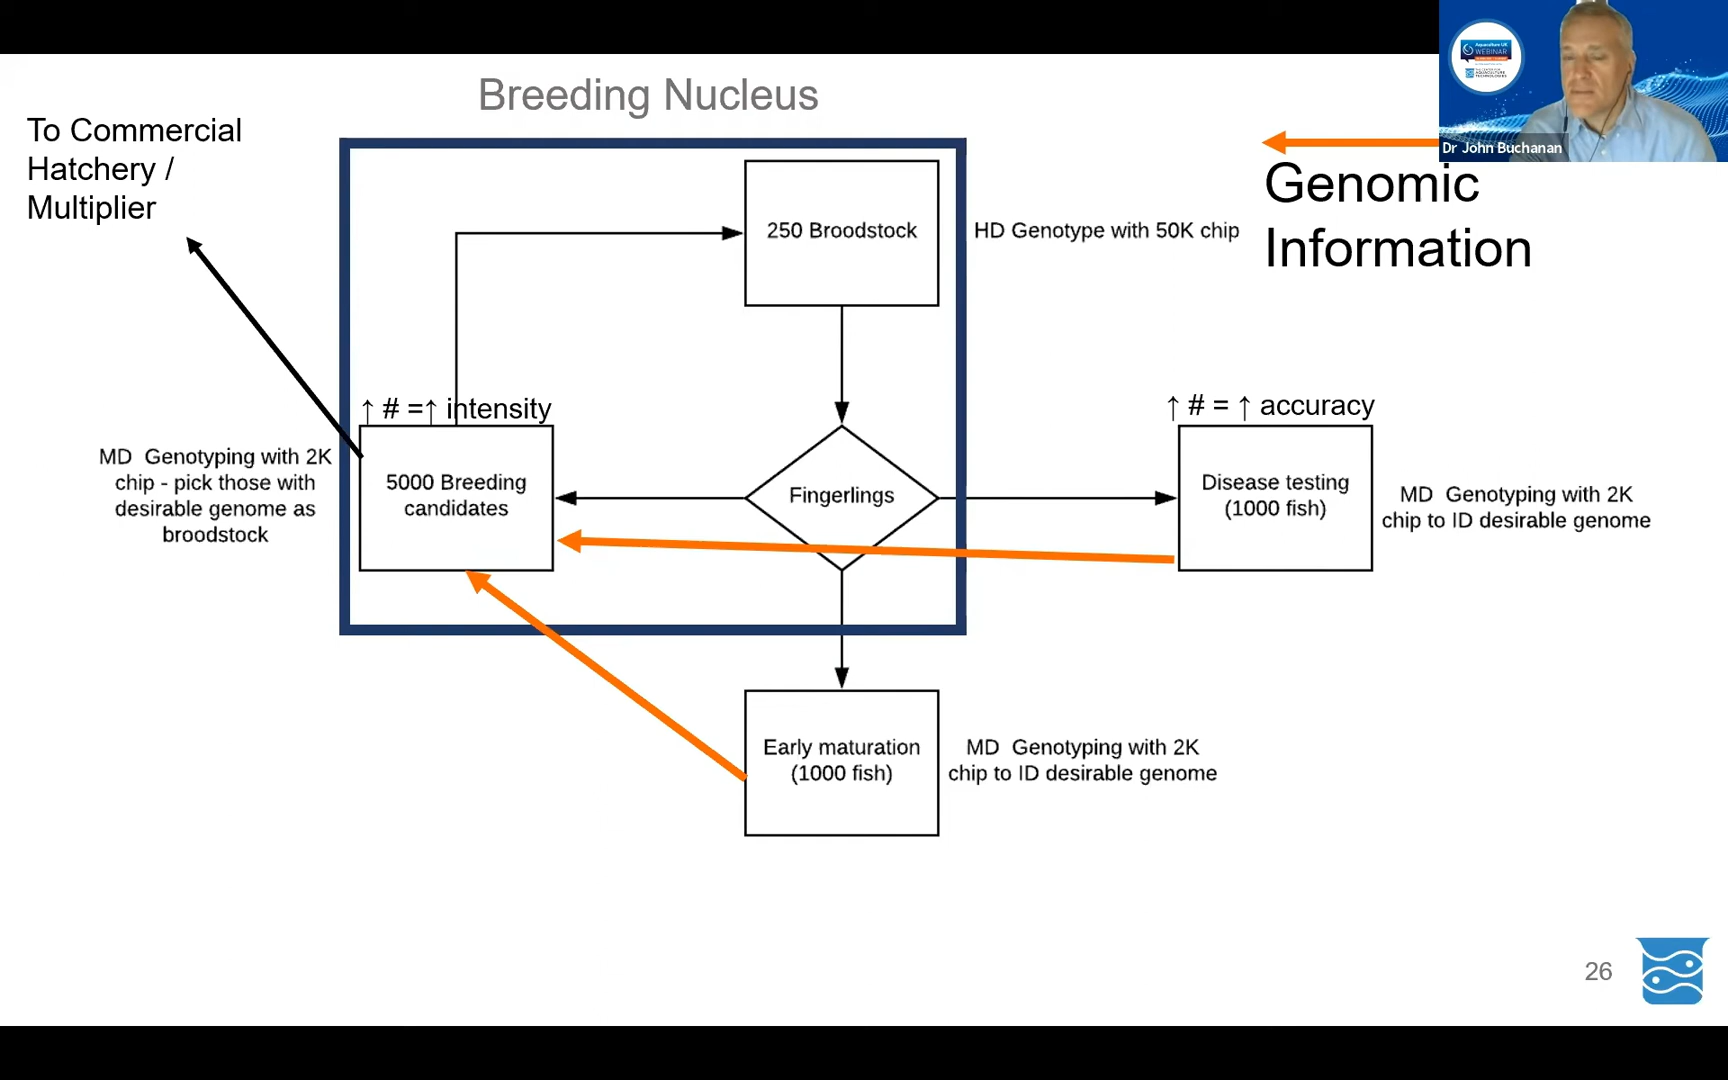 Breeding Nucleus
To Commercial
Hatchery /
Multiplier
Aquaculture UK
WEBINAR
Dr John Buchanan
Genomic
Information
250 Broodstock
HD Genotype with 50K chip
↑ # =↑ intensity
↑ # = ↑ accuracy
MD Genotyping with 2K
chip - pick those with
desirable genome as
broodstock
5000 Breeding
candidates
Fingerlings
Disease testing
(1000 fish)
MD Genotyping with 2K
chip to ID desirable genome
Early maturation
(1000 fish)
MD Genotyping with 2K
chip to ID desirable genome
26